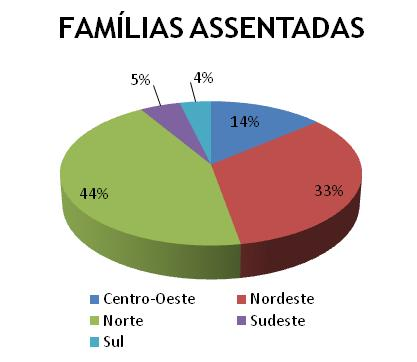 FAMÍLIAS ASSENTADAS
5%
4%
14%
33%
44%
Centro-Oeste
Nordeste
Norte
Sudeste
Sul